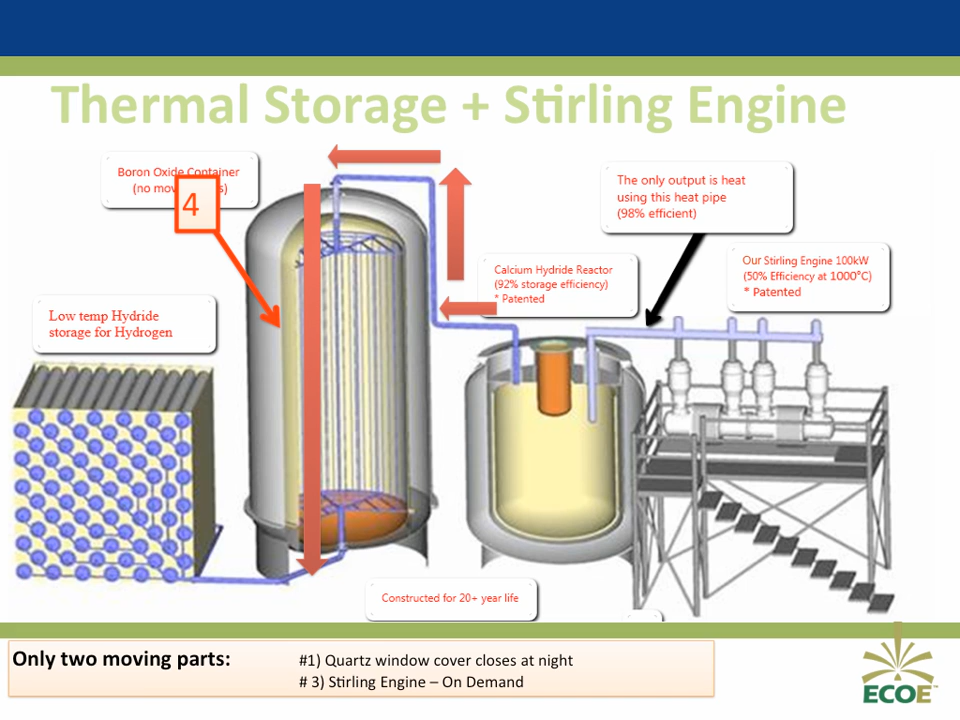 Thermal Storage + Stirling Engine
Boron Oxide Container
(no mov s)
4
The only output is heat
using this heat pipe
(98% efficient)
Our Stirling Engine 100kW
(50% Efficiency at 1000°C)
* Patented
Calcium Hydride Reactor
(92% storage efficiency)
* Patented
Low temp Hydride
storage for Hydrogen
Constructed for 20+ year life
Only two moving parts: #1) Quartz window cover closes at night
# 3) Stirling Engine – On Demand
ECOE™